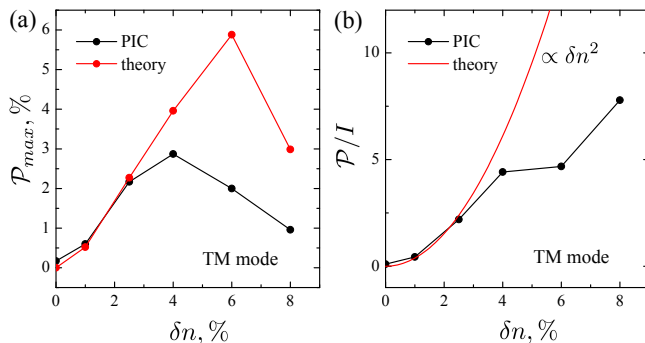 (a)
PIC
theory
𝒫max, %
6
5
4
3
2
1
0
TM mode
0 2 4 6 8
δn, %
(b)
PIC
theory
∝ δn²
𝒫/I
10
5
0
TM mode
0 2 4 6 8
δn, %